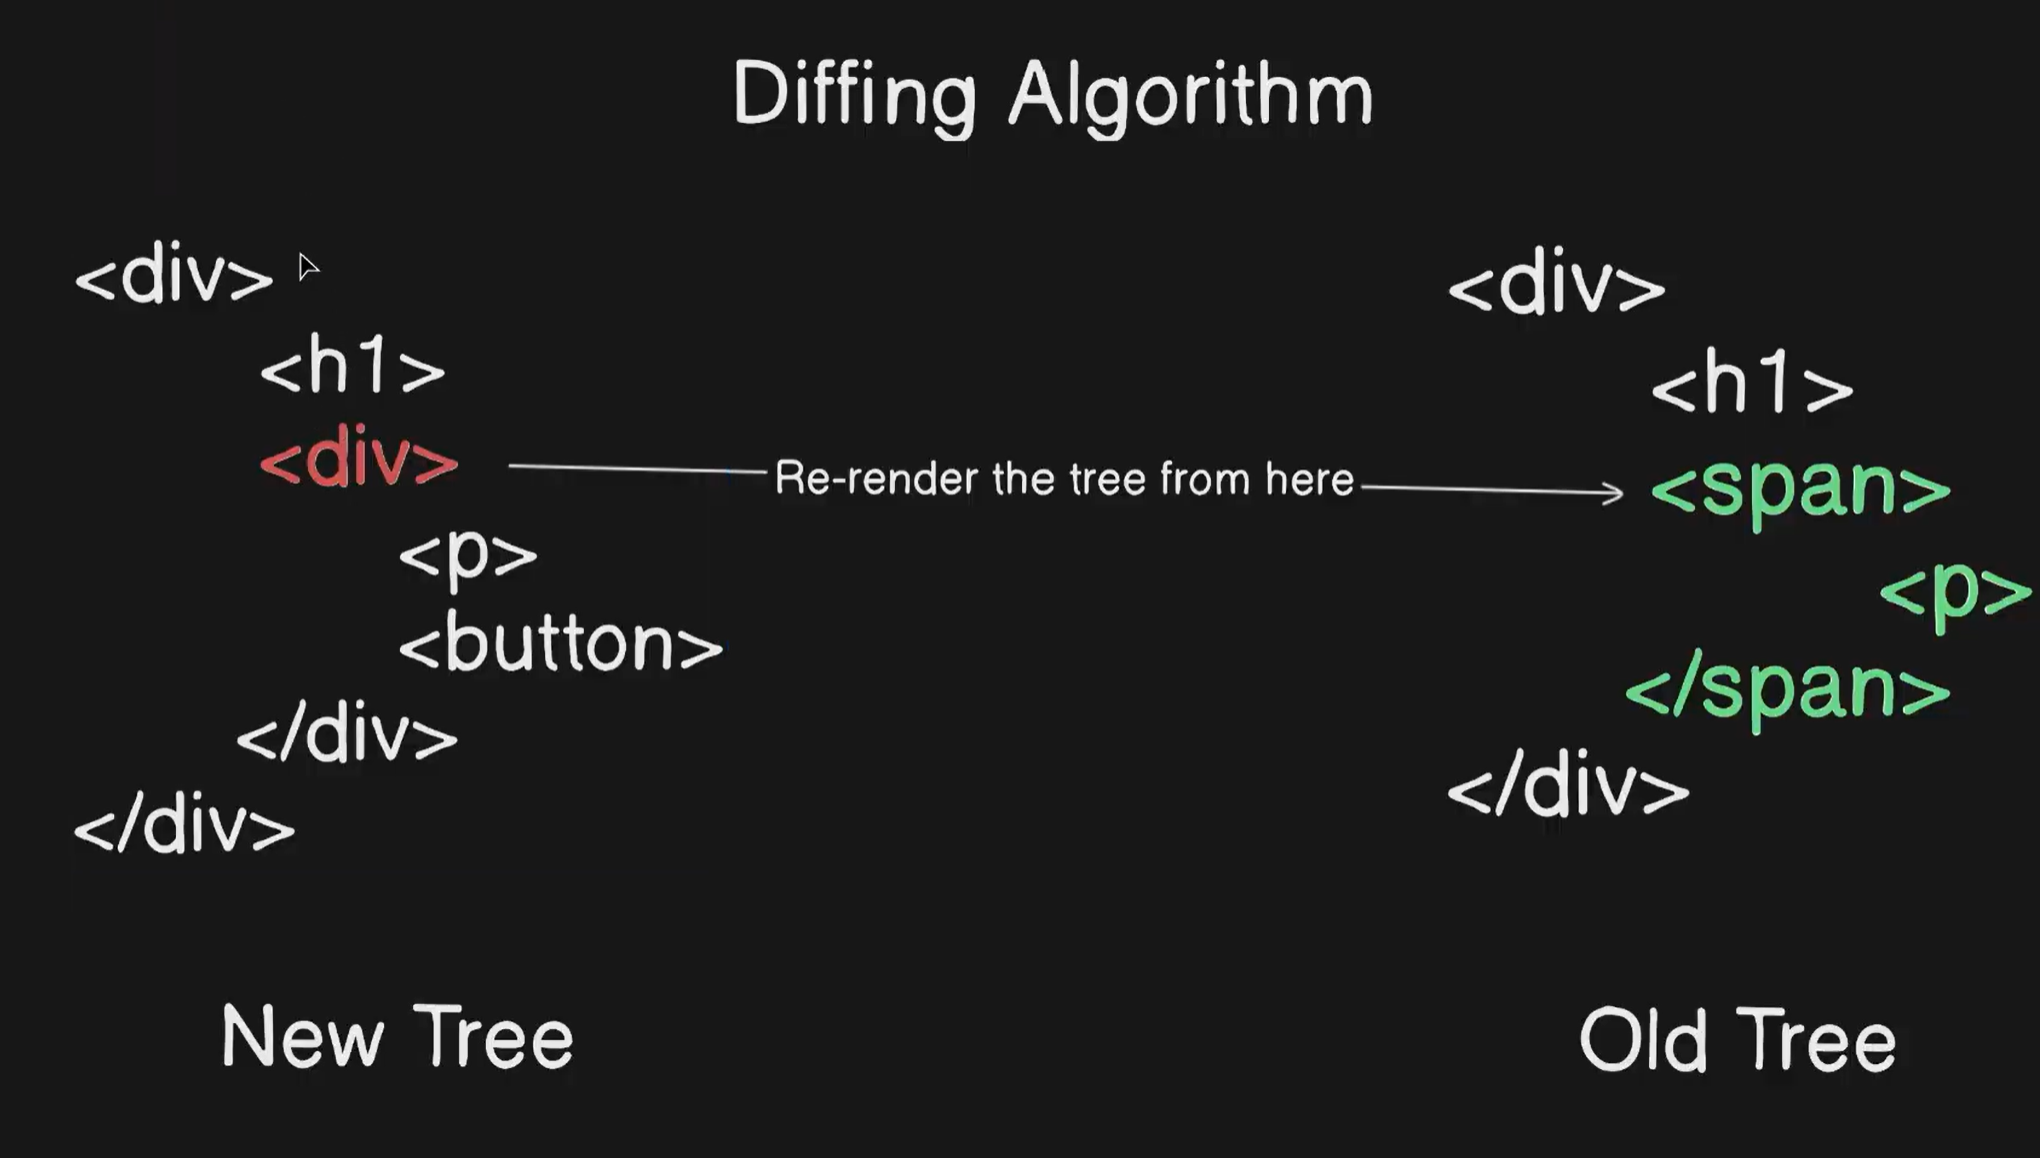 Diffing Algorithm
<div>
<h1>
<div>
<p>
<button>
</div>
</div>
Re-render the tree from here
<div>
<h1>
<span>
<p>
</span>
</div>
New Tree
Old Tree